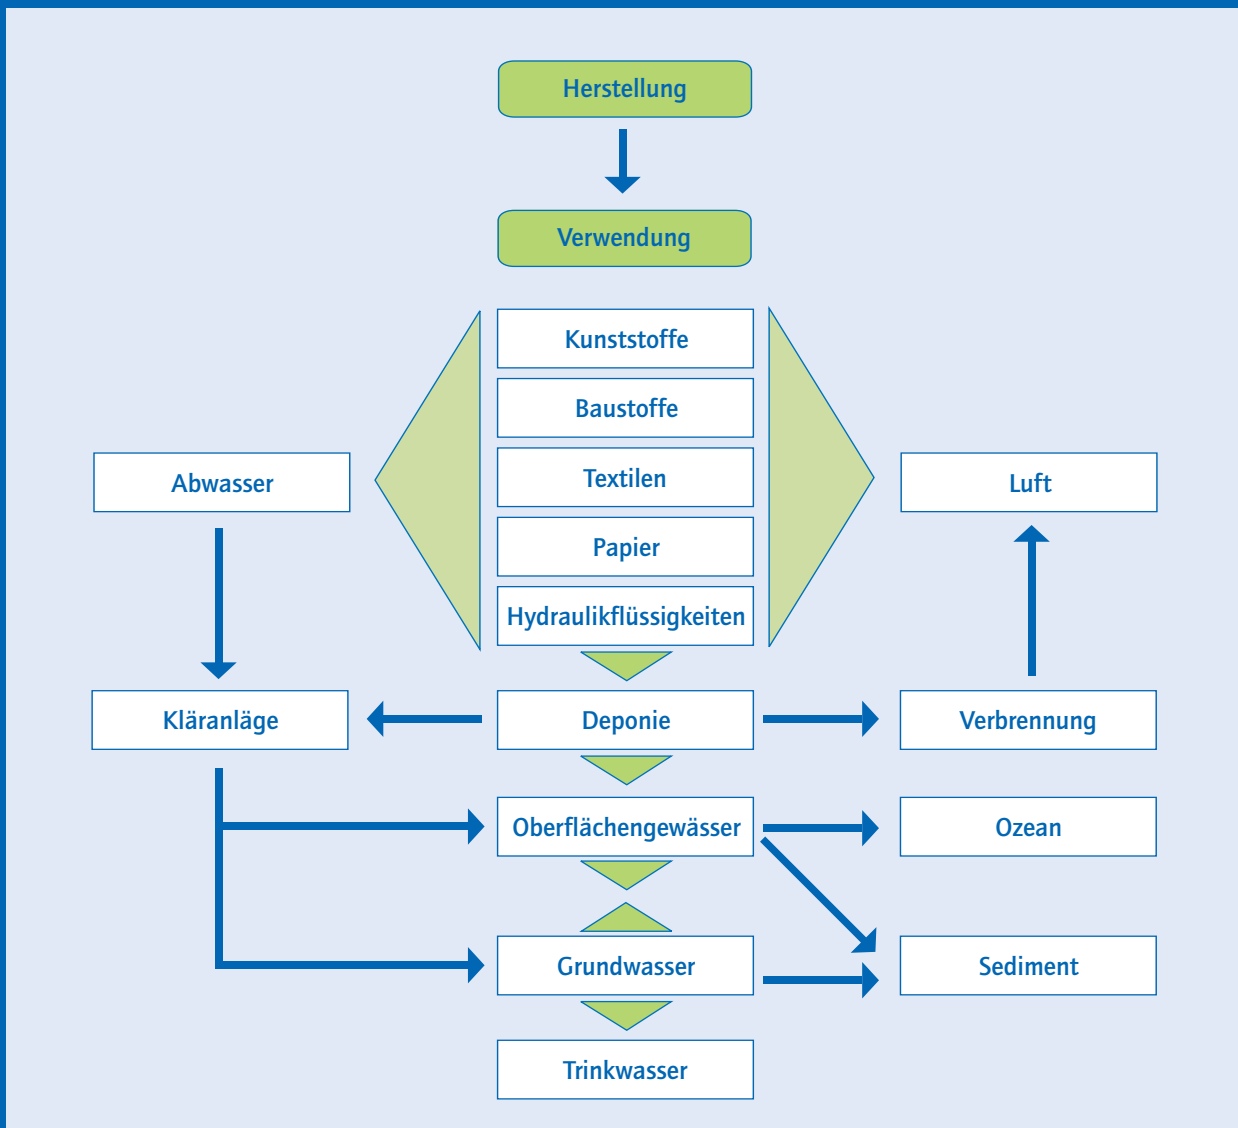 Herstellung
Verwendung
Kunststoffe
Baustoffe
Abwasser
Textilen
Luft
Papier
Hydraulikflüssigkeiten
Kläranläge
Deponie
Verbrennung
Oberflächengewässer
Ozean
Grundwasser
Sediment
Trinkwasser